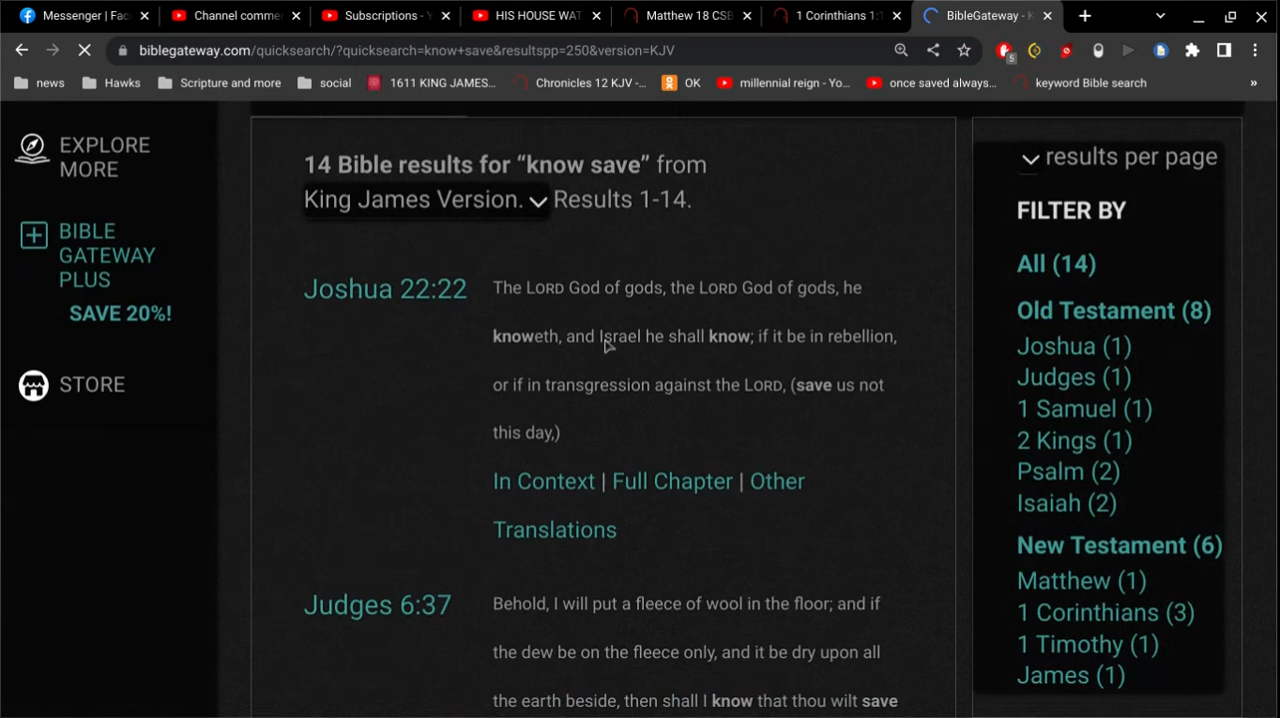 Messenger | Fac
Channel comme
Subscriptions - Y
HIS HOUSE WAT
Matthew 18 CSB
1 Corinthians 1:1
BibleGateway - K
biblegateway.com/quicksearch/?quicksearch=know+save&resultspp=250&version=KJV
5
news
Hawks
Scripture and more
social
1611 KING JAMES...
Chronicles 12 KJV -...
OK
millennial reign - Yo...
once saved always...
keyword Bible search
»
EXPLORE
MORE
BIBLE
GATEWAY
PLUS
SAVE 20%!
STORE
14 Bible results for “know save” from
King James Version. Results 1-14.
Joshua 22:22
The LORD God of gods, the LORD God of gods, he
knoweth, and Israel he shall know; if it be in rebellion,
or if in transgression against the LORD, (save us not
this day,)
In Context | Full Chapter | Other
Translations
Judges 6:37
Behold, I will put a fleece of wool in the floor; and if
the dew be on the fleece only, and it be dry upon all
the earth beside, then shall I know that thou wilt save
results per page
FILTER BY
All (14)
Old Testament (8)
Joshua (1)
Judges (1)
1 Samuel (1)
2 Kings (1)
Psalm (2)
Isaiah (2)
New Testament (6)
Matthew (1)
1 Corinthians (3)
1 Timothy (1)
James (1)